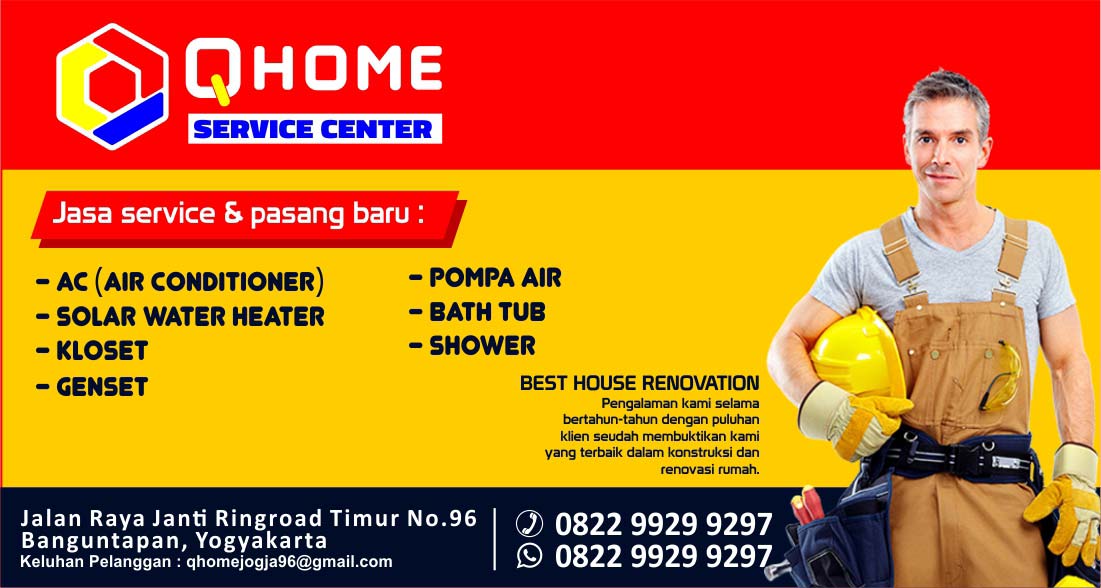 QHOME
SERVICE CENTER
Jasa service & pasang baru :
- AC (AIR CONDITIONER)
- SOLAR WATER HEATER
- KLOSET
- GENSET
- POMPA AIR
- BATH TUB
- SHOWER
BEST HOUSE RENOVATION
Pengalaman kami selama
bertahun-tahun dengan puluhan
klien seudah membuktikan kami
yang terbaik dalam konstruksi dan
renovasi rumah.
Jalan Raya Janti Ringroad Timur No.96
Banguntapan, Yogyakarta
Keluhan Pelanggan : qhomejogja96@gmail.com
0822 9929 9297
0822 9929 9297